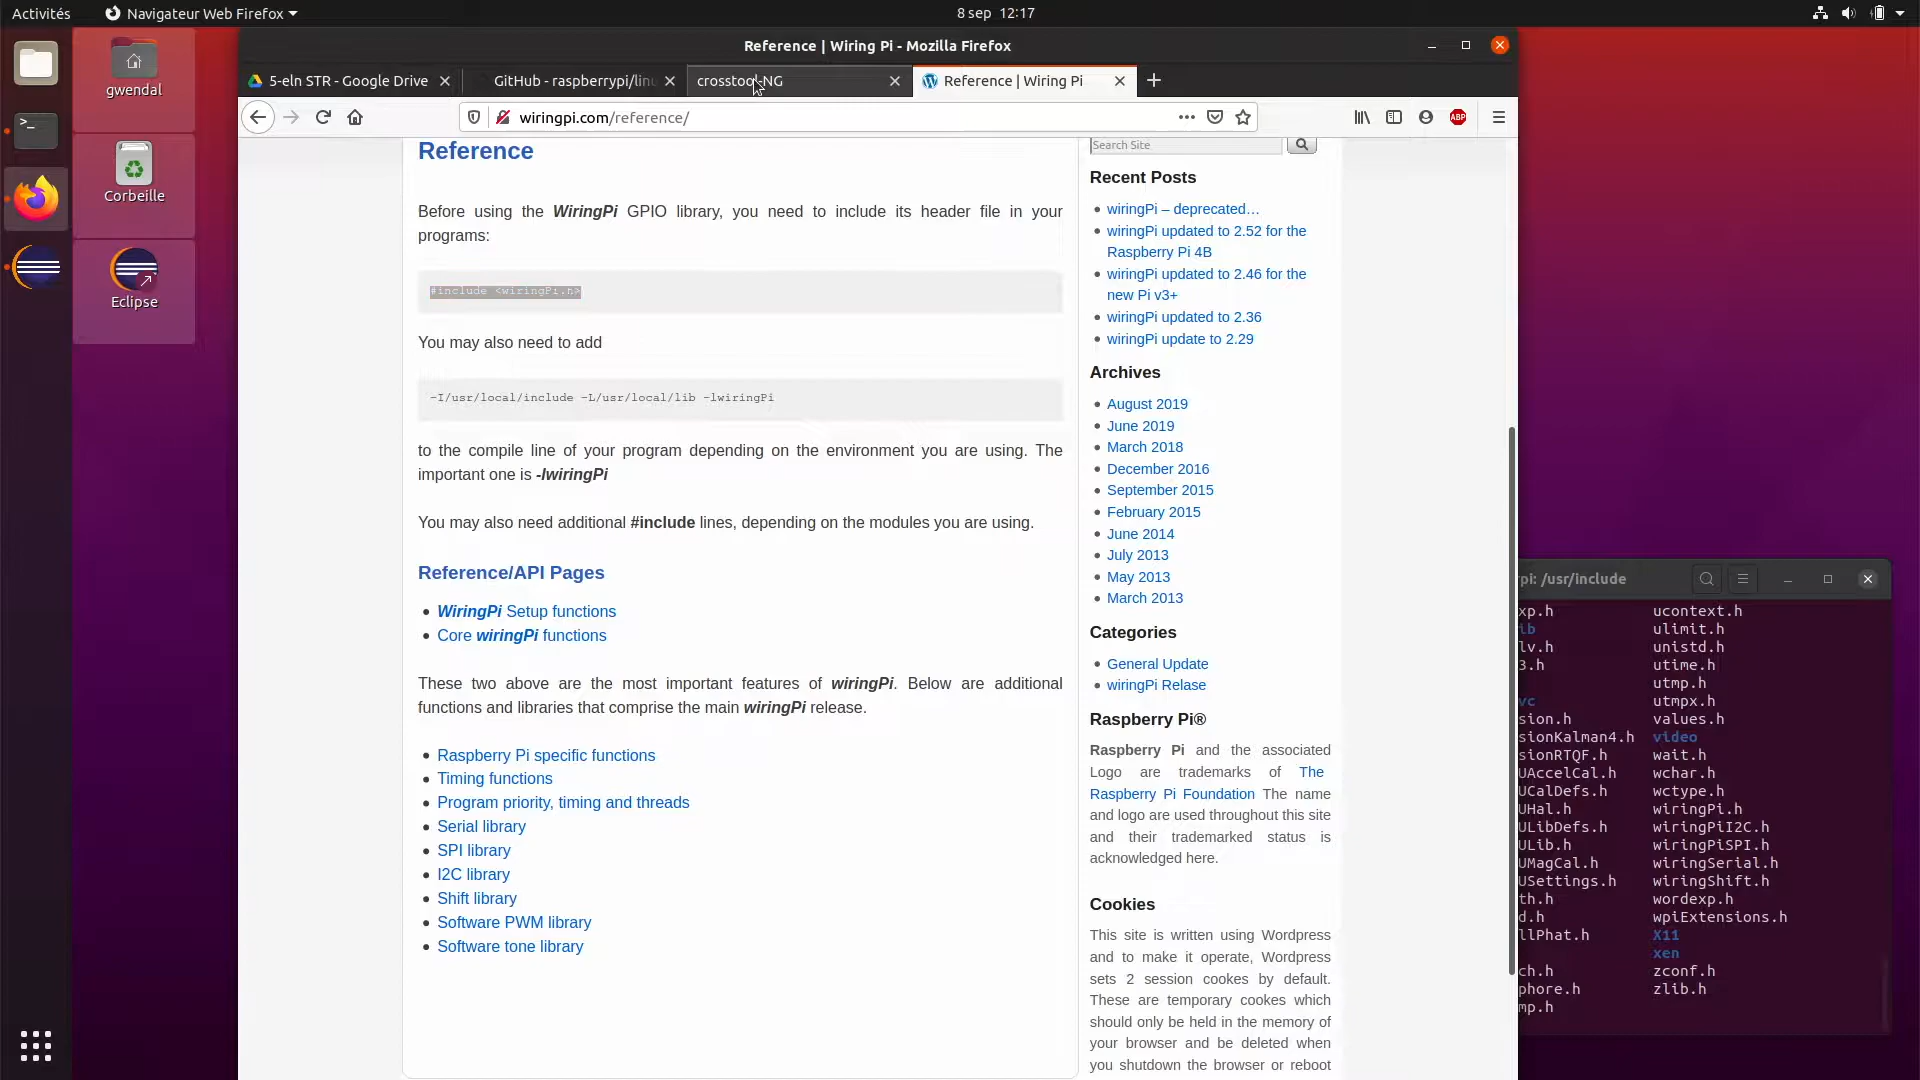 Activités
Navigateur Web Firefox
8 sep 12:17
gwendal
Corbeille
Eclipse
Reference | Wiring Pi - Mozilla Firefox
5-eln STR - Google Drive
GitHub - raspberrypi/linu
crosstool-NG
Reference | Wiring Pi
wiringpi.com/reference/
ABP
Reference
Before using the WiringPi GPIO library, you need to include its header file in your
programs:
#include <wiringPi.h>
You may also need to add
-I/usr/local/include -L/usr/local/lib -lwiringPi
to the compile line of your program depending on the environment you are using. The
important one is -lwiringPi
You may also need additional #include lines, depending on the modules you are using.
Reference/API Pages
WiringPi Setup functions
Core wiringPi functions
These two above are the most important features of wiringPi. Below are additional
functions and libraries that comprise the main wiringPi release.
Raspberry Pi specific functions
Timing functions
Program priority, timing and threads
Serial library
SPI library
I2C library
Shift library
Software PWM library
Software tone library
Search Site
Recent Posts
wiringPi – deprecated…
wiringPi updated to 2.52 for the
Raspberry Pi 4B
wiringPi updated to 2.46 for the
new Pi v3+
wiringPi updated to 2.36
wiringPi update to 2.29
Archives
August 2019
June 2019
March 2018
December 2016
September 2015
February 2015
June 2014
July 2013
May 2013
March 2013
Categories
General Update
wiringPi Relase
Raspberry Pi®
Raspberry Pi and the associated
Logo are trademarks of The
Raspberry Pi Foundation The name
and logo are used throughout this site
and their trademarked status is
acknowledged here.
Cookies
This site is written using Wordpress
and to make it operate, Wordpress
sets 2 session cookes by default.
These are temporary cookes which
should only be held in the memory of
your browser and be deleted when
you shutdown the browser or reboot
rpi: /usr/include
xp.h ucontext.h
ib ulimit.h
lv.h unistd.h
3.h utime.h
utmp.h
vc utmpx.h
sion.h values.h
sionKalman4.h video
sionRTQF.h wait.h
UAccelCal.h wchar.h
UCalDefs.h wctype.h
UHal.h wiringPi.h
ULibDefs.h wiringPiI2C.h
ULib.h wiringPiSPI.h
UMagCal.h wiringSerial.h
USettings.h wiringShift.h
th.h wordexp.h
d.h wpiExtensions.h
llPhat.h X11
xen
ch.h zconf.h
phore.h zlib.h
mp.h